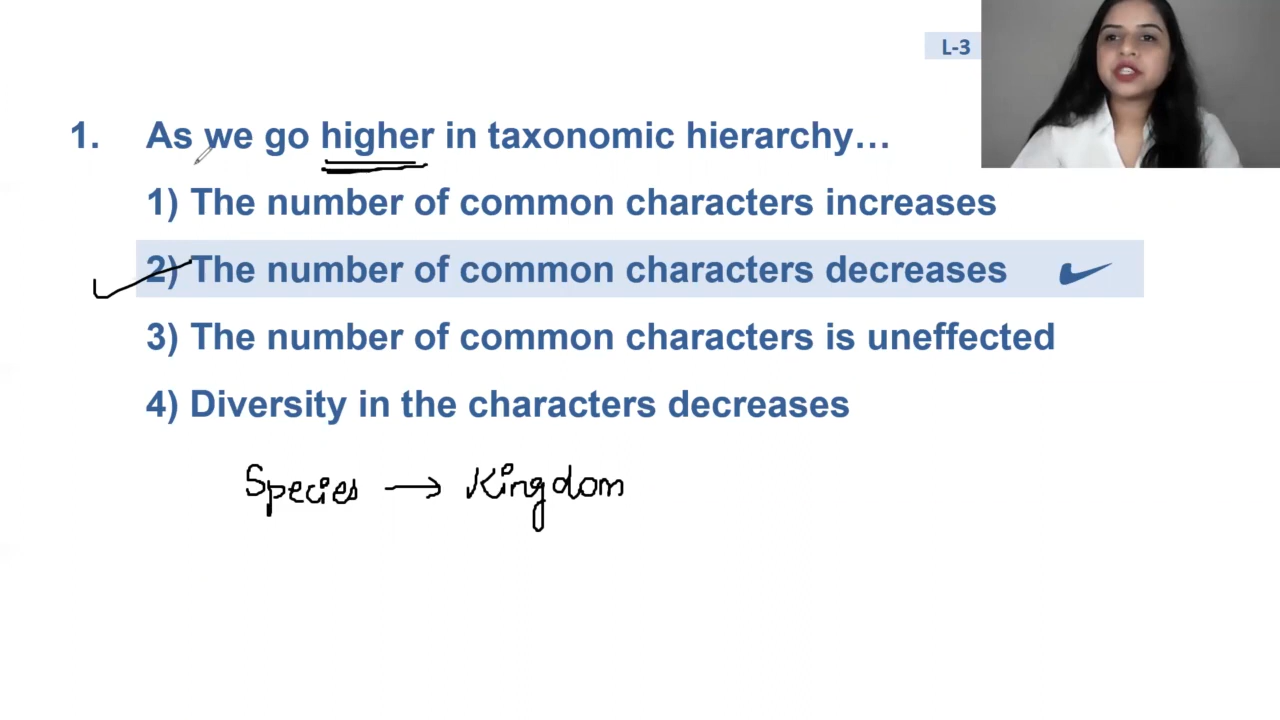 L-3
1. As we go higher in taxonomic hierarchy...
1) The number of common characters increases
2) The number of common characters decreases
3) The number of common characters is uneffected
4) Diversity in the characters decreases
Species → Kingdom